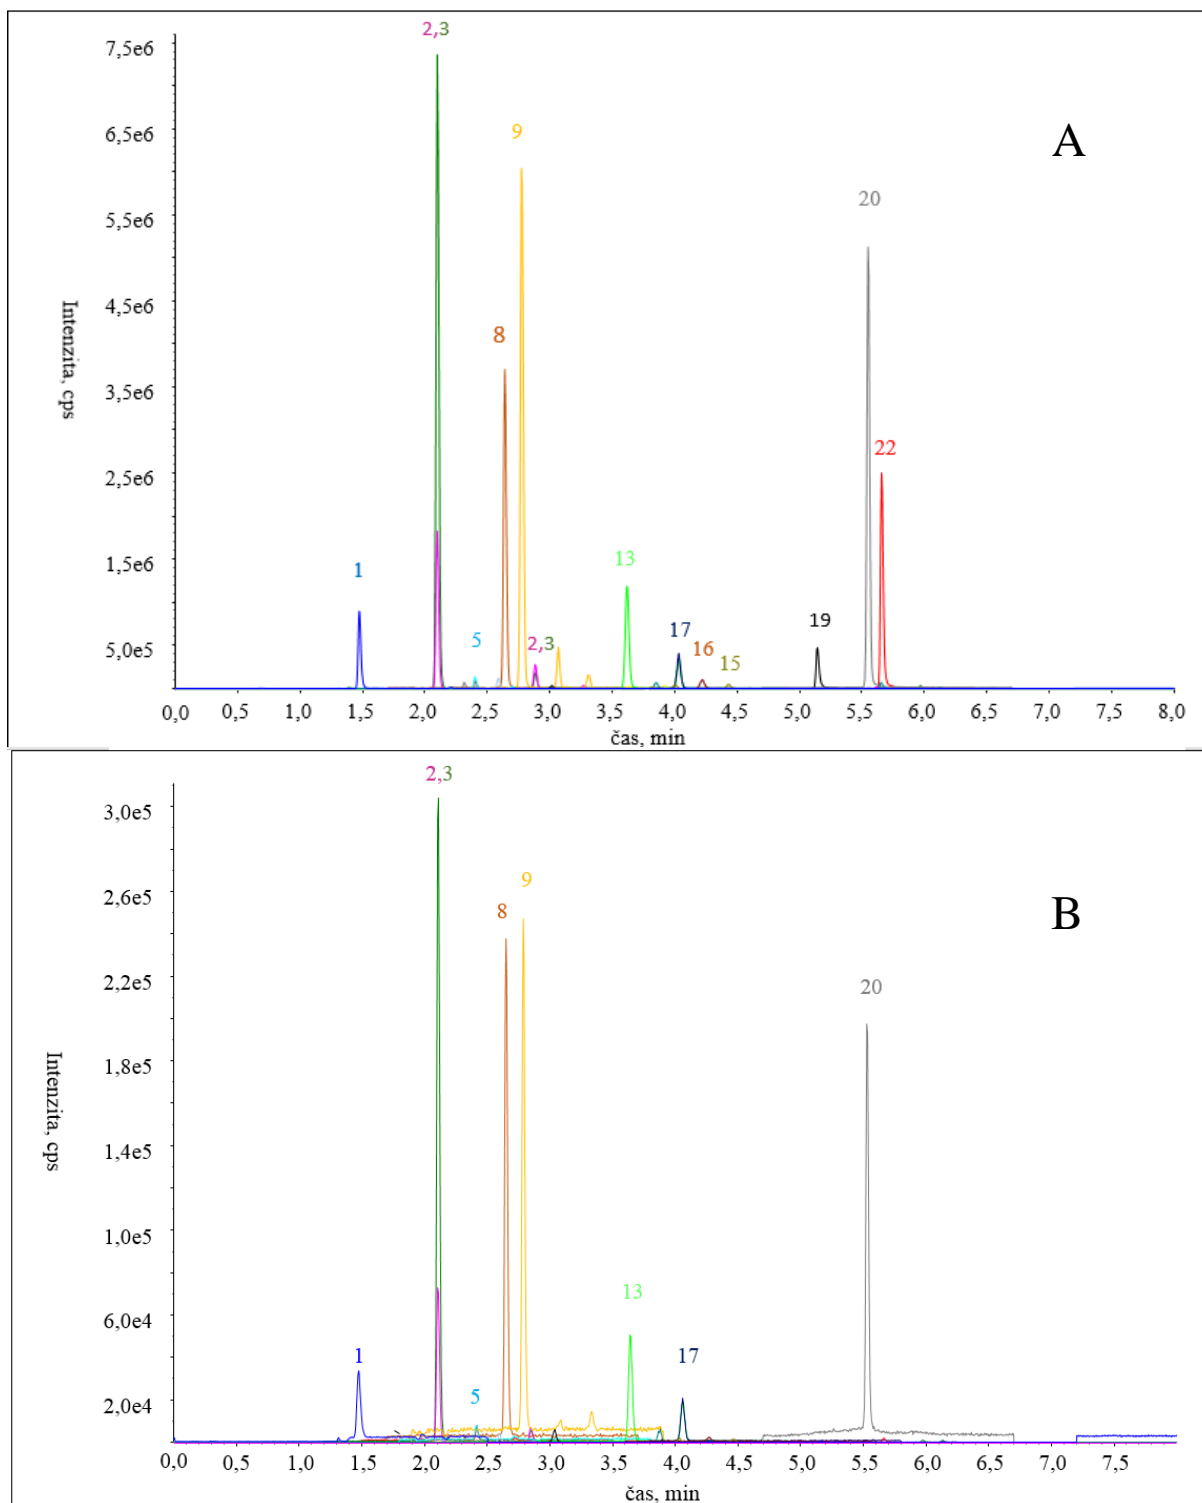 2,3
7,5e6
A
9
6,5e6
20
5,5e6
Intenzita, cps
4,5e6
8
3,5e6
22
2,5e6
13
1,5e6
1
17
19
5
2,3
16
15
5,0e5
0,0 0,5 1,0 1,5 2,0 2,5 3,0 3,5 4,0 4,5 5,0 5,5 6,0 6,5 7,0 7,5 8,0
čas, min
2,3
3,0e5
9
2,6e5
8
B
2,2e5
20
1,8e5
Intenzita, cps
1,4e5
1,0e5
13
6,0e4
1
17
5
2,0e4
0,0 0,5 1,0 1,5 2,0 2,5 3,0 3,5 4,0 4,5 5,0 5,5 6,0 6,5 7,0 7,5
čas, min